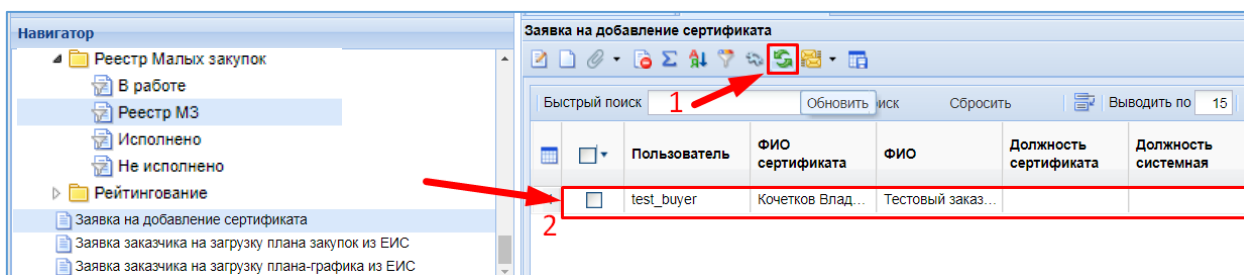 Навигатор
Реестр Малых закупок
В работе
Реестр МЗ
Исполнено
Не исполнено
Рейтингование
Заявка на добавление сертификата
Заявка заказчика на загрузку плана закупок из ЕИС
Заявка заказчика на загрузку плана-графика из ЕИС
Заявка на добавление сертификата
1
Быстрый поиск Обновить иск Сбросить Выводить по 15
Пользователь ФИО сертификата ФИО Должность сертификата Должность системная
test_buyer Кочетков Влад... Тестовый заказ...
2